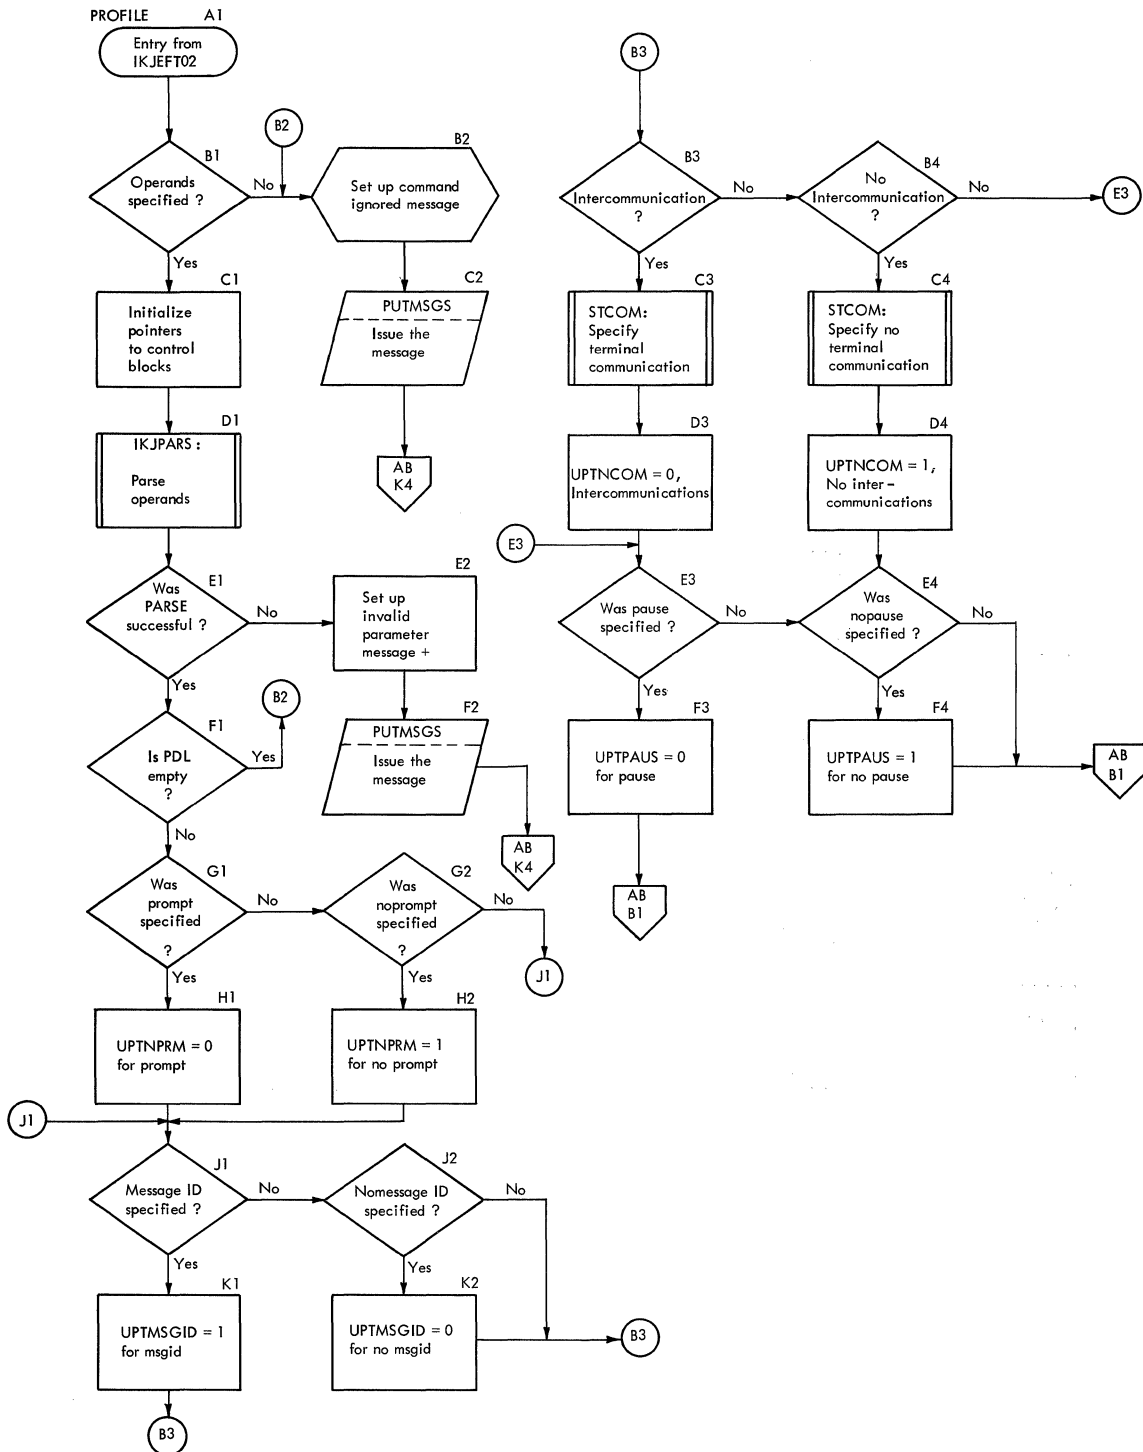 PROFILE A1
Entry from
IKJEFT02
B2
B1
Operands
specified ?
No
Yes
B2
Set up command
ignored message
C1
Initialize
pointers
to control
blocks
C2
PUTMSGS
Issue the
message
AB
K4
D1
IKJPARS :
Parse
operands
E1
Was
PARSE
successful ?
No
Yes
E2
Set up
invalid
parameter
message +
B2
F1
Is PDL
empty
?
Yes
No
F2
PUTMSGS
Issue the
message
AB
K4
G1
Was
prompt
specified
?
No
Yes
G2
Was
noprompt
specified
?
No
Yes
J1
H1
UPTNPRM = 0
for prompt
H2
UPTNPRM = 1
for no prompt
J1
J1
Message ID
specified ?
No
Yes
J2
Nomessage ID
specified ?
No
Yes
K1
UPTMSGID = 1
for msgid
K2
UPTMSGID = 0
for no msgid
B3
B3
B3
B3
Intercommunication
?
No
Yes
B4
No
Intercommunication
?
No
Yes
E3
C3
STCOM:
Specify
terminal
communication
C4
STCOM:
Specify no
terminal
communication
D3
UPTNCOM = 0,
Intercommunications
D4
UPTNCOM = 1,
No inter-
communications
E3
E3
Was pause
specified ?
No
Yes
E4
Was
nopause
specified ?
No
Yes
F3
UPTPAUS = 0
for pause
F4
UPTPAUS = 1
for no pause
AB
B1
AB
B1